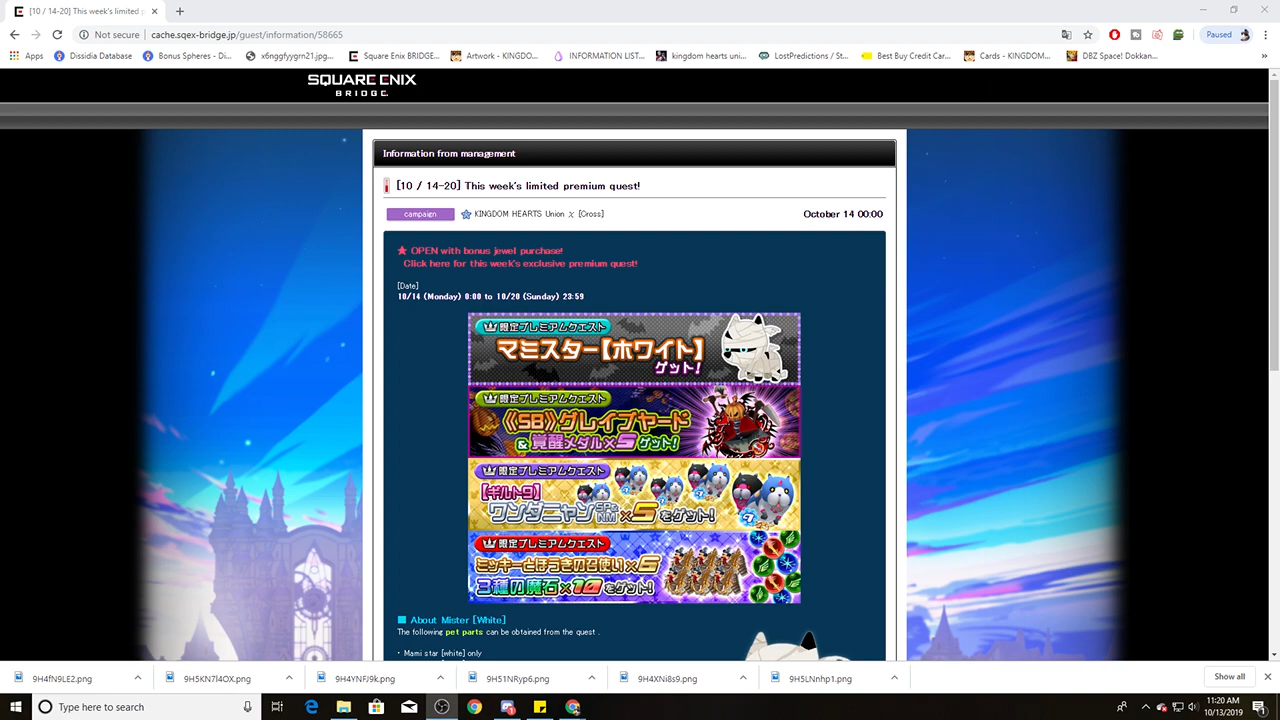 [10 / 14-20] This week's limited p
Not secure
cache.sqex-bridge.jp/guest/information/58665
Paused
Apps
Dissidia Database
Bonus Spheres - Di...
x6nggfyygrn21.jpg...
Square Enix BRIDGE...
Artwork - KINGDO...
INFORMATION LIST...
kingdom hearts uni...
LostPredictions / St...
Best Buy Credit Car...
Cards - KINGDOM...
DBZ Space! Dokkan...
SQUARE ENIX
BRIDGE.
Information from management
[10 / 14-20] This week's limited premium quest!
campaign
KINGDOM HEARTS Union χ [Cross]
October 14 00:00
★ OPEN with bonus jewel purchase!
Click here for this week's exclusive premium quest!
[Date]
10/14 (Monday) 0:00 to 10/20 (Sunday) 23:59
限定プレミアムクエスト
マミスター【ホワイト】
ゲット!
限定プレミアムクエスト
《SB》グレイブヤード
&覚醒メダル×5ゲット!
限定プレミアムクエスト
【ギルト9】
ワンダニャンCPG NM×5をゲット!
限定プレミアムクエスト
ミッキーとほうきの召使い×5
3種の魔石×10をゲット!
■ About Mister [White]
The following pet parts can be obtained from the quest .
・ Mami star [white] only
9H4fN9LE2.png
9H5KN7l4OX.png
9H4YNFJ9k.png
9H51NRyp6.png
9H4XNi8s9.png
9H5LNnhp1.png
Show all
Type here to search
11:20 AM
10/13/2019